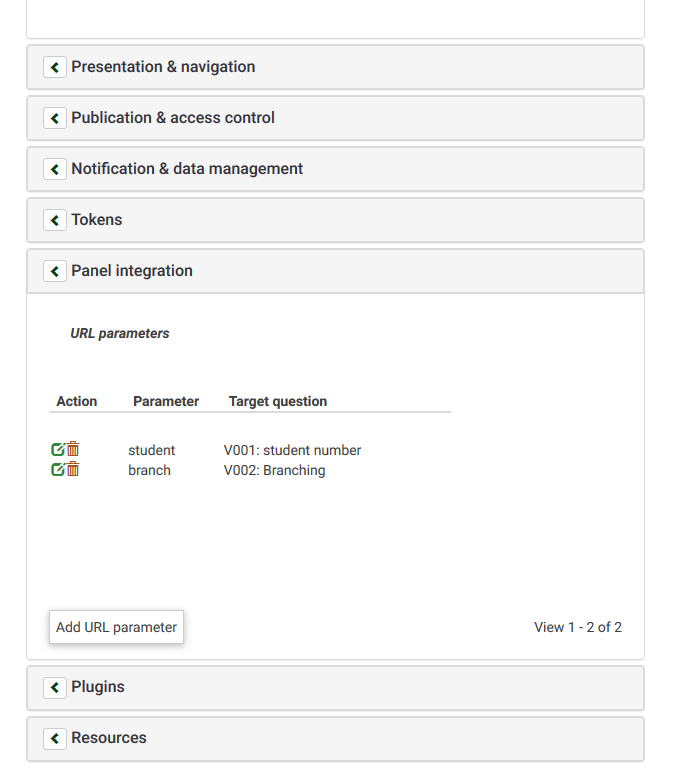 Presentation & navigation
Publication & access control
Notification & data management
Tokens
Panel integration
URL parameters
Action Parameter Target question
student V001: student number
branch V002: Branching
Add URL parameter View 1 - 2 of 2
Plugins
Resources